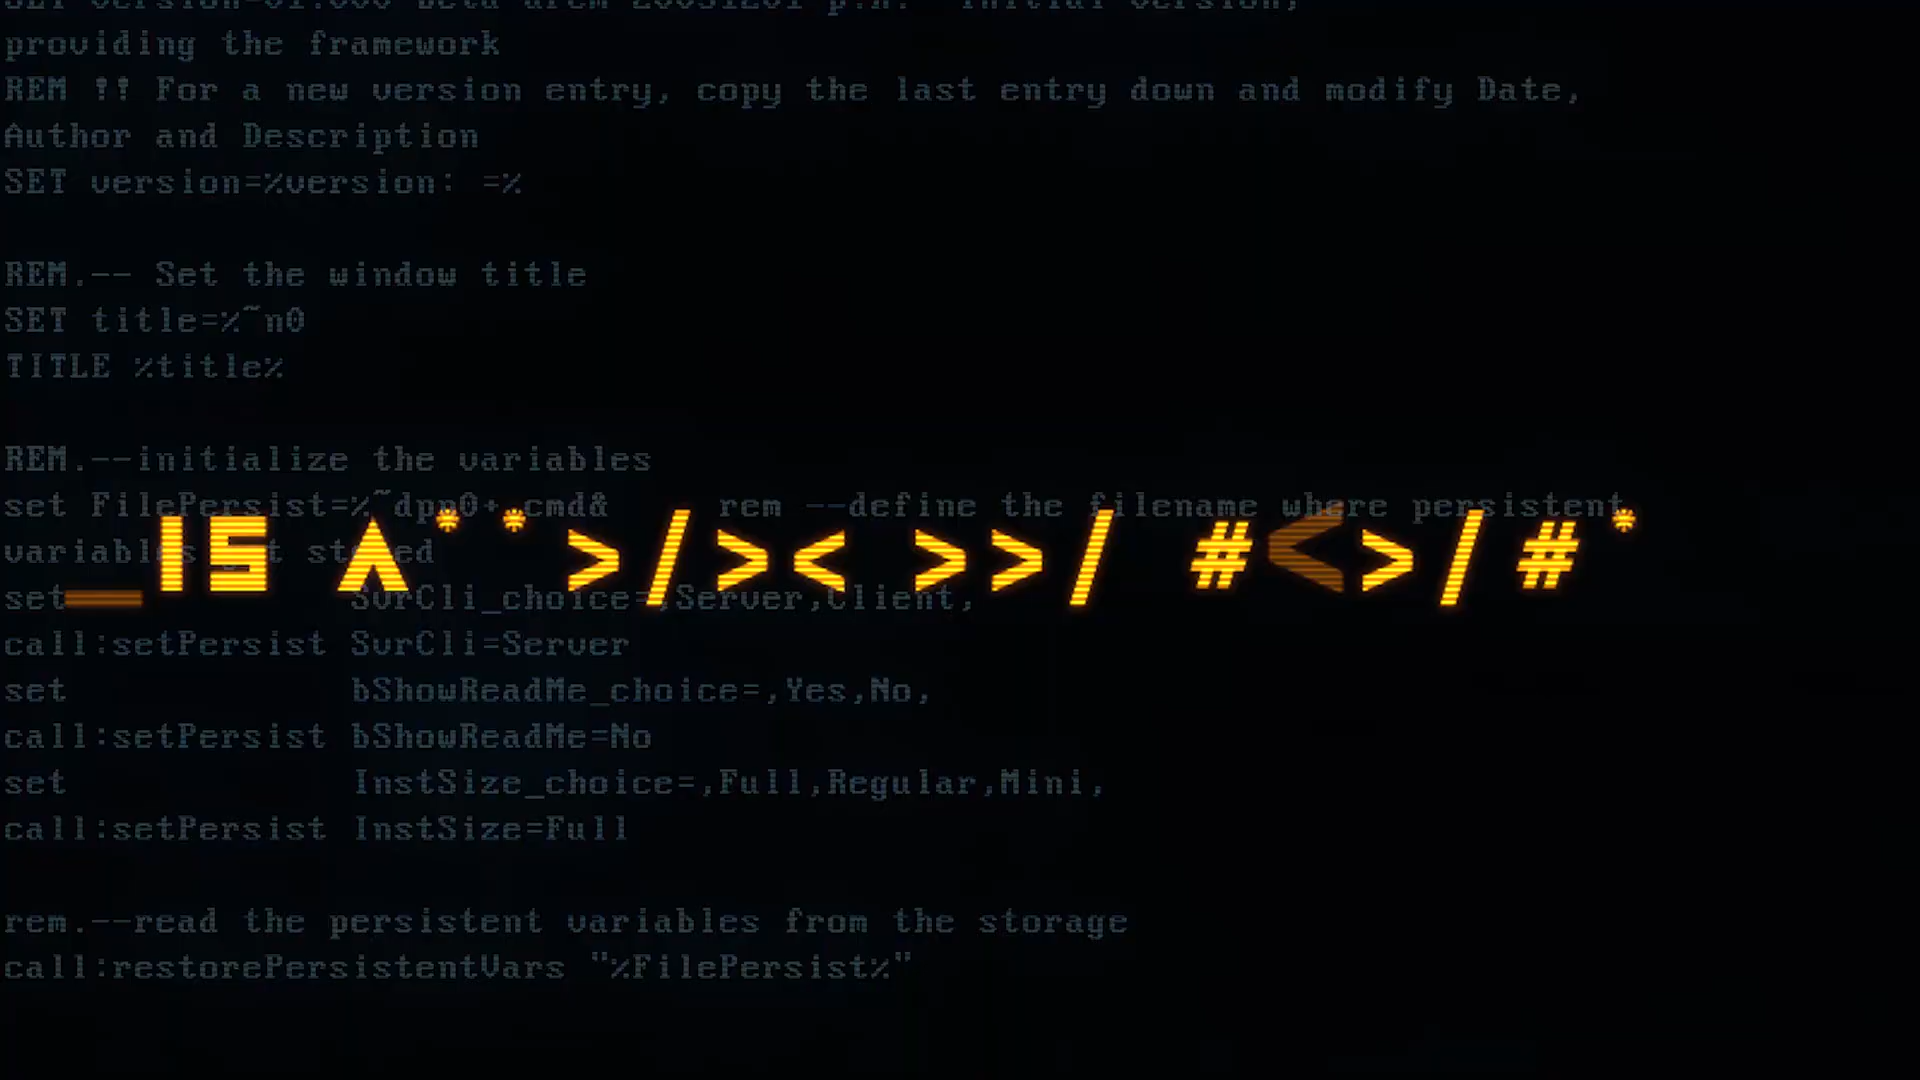 providing the framework
REM !! For a new version entry, copy the last entry down and modify Date,
Author and Description
SET version=%version: =%
REM.-- Set the window title
SET title=%~n0
TITLE %title%
REM.--initialize the variables
set FilePersist=%~dpn0+.cmd& rem --define the filename where persistent
_IS A**>/>< >>/ #<>/#*
set SvrCli_choice=,Server,Client,
call:setPersist SvrCli=Server
set bShowReadMe_choice=,Yes,No,
call:setPersist bShowReadMe=No
set InstSize_choice=,Full,Regular,Mini,
call:setPersist InstSize=Full
rem.--read the persistent variables from the storage
call:restorePersistentVars "%FilePersist%"